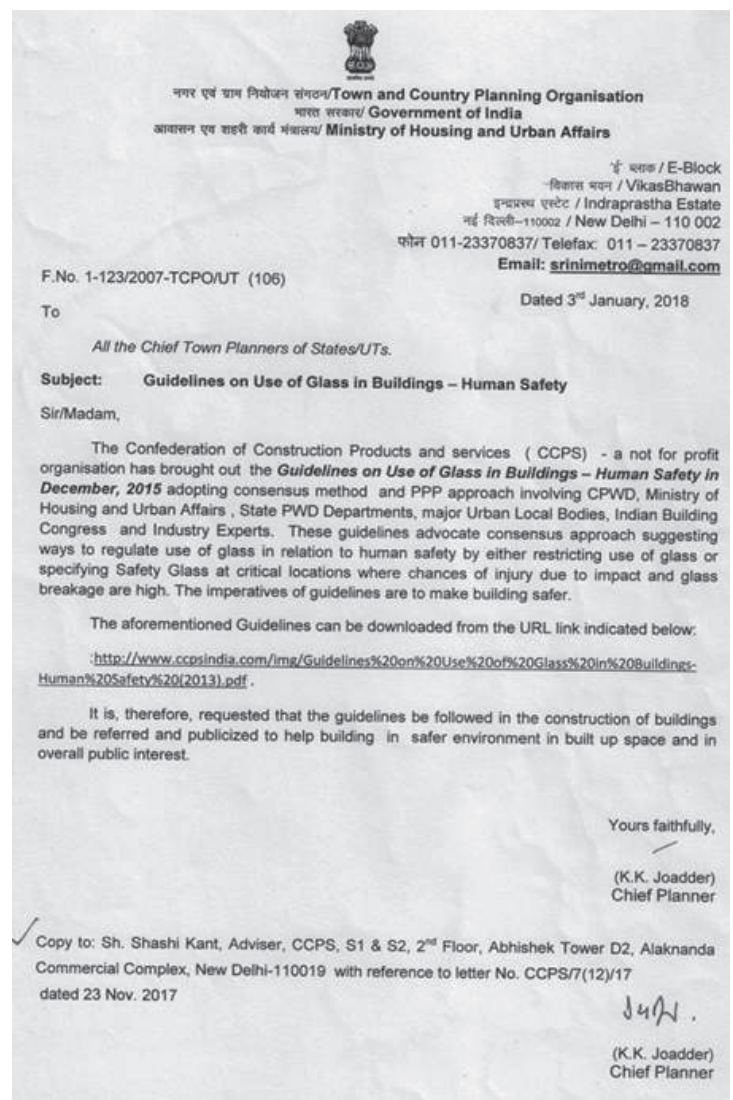 नगर एवं ग्राम नियोजन संगठन/Town and Country Planning Organisation
भारत सरकार/ Government of India
आवासन एवं शहरी कार्य मंत्रालय/ Ministry of Housing and Urban Affairs
'ई' ब्लाक / E-Block
विकास भवन / VikasBhawan
इन्द्रप्रस्थ एस्टेट / Indraprastha Estate
नई दिल्ली–110002 / New Delhi – 110 002
फोन 011-23370837/ Telefax: 011 – 23370837
Email: srinimetro@gmail.com
F.No. 1-123/2007-TCPO/UT (106)
Dated 3rd January, 2018
To
All the Chief Town Planners of States/UTs.
Subject: Guidelines on Use of Glass in Buildings – Human Safety
Sir/Madam,
The Confederation of Construction Products and services ( CCPS) - a not for profit
organisation has brought out the Guidelines on Use of Glass in Buildings – Human Safety in
December, 2015 adopting consensus method and PPP approach involving CPWD, Ministry of
Housing and Urban Affairs , State PWD Departments, major Urban Local Bodies, Indian Building
Congress and Industry Experts. These guidelines advocate consensus approach suggesting
ways to regulate use of glass in relation to human safety by either restricting use of glass or
specifying Safety Glass at critical locations where chances of injury due to impact and glass
breakage are high. The imperatives of guidelines are to make building safer.
The aforementioned Guidelines can be downloaded from the URL link indicated below:
:http://www.ccpsindia.com/img/Guidelines%20on%20Use%20of%20Glass%20in%20Buildings-
Human%20Safety%20(2013).pdf .
It is, therefore, requested that the guidelines be followed in the construction of buildings
and be referred and publicized to help building in safer environment in built up space and in
overall public interest.
Yours faithfully,
(K.K. Joadder)
Chief Planner
Copy to: Sh. Shashi Kant, Adviser, CCPS, S1 & S2, 2nd Floor, Abhishek Tower D2, Alaknanda
Commercial Complex, New Delhi-110019 with reference to letter No. CCPS/7(12)/17
dated 23 Nov. 2017
(K.K. Joadder)
Chief Planner